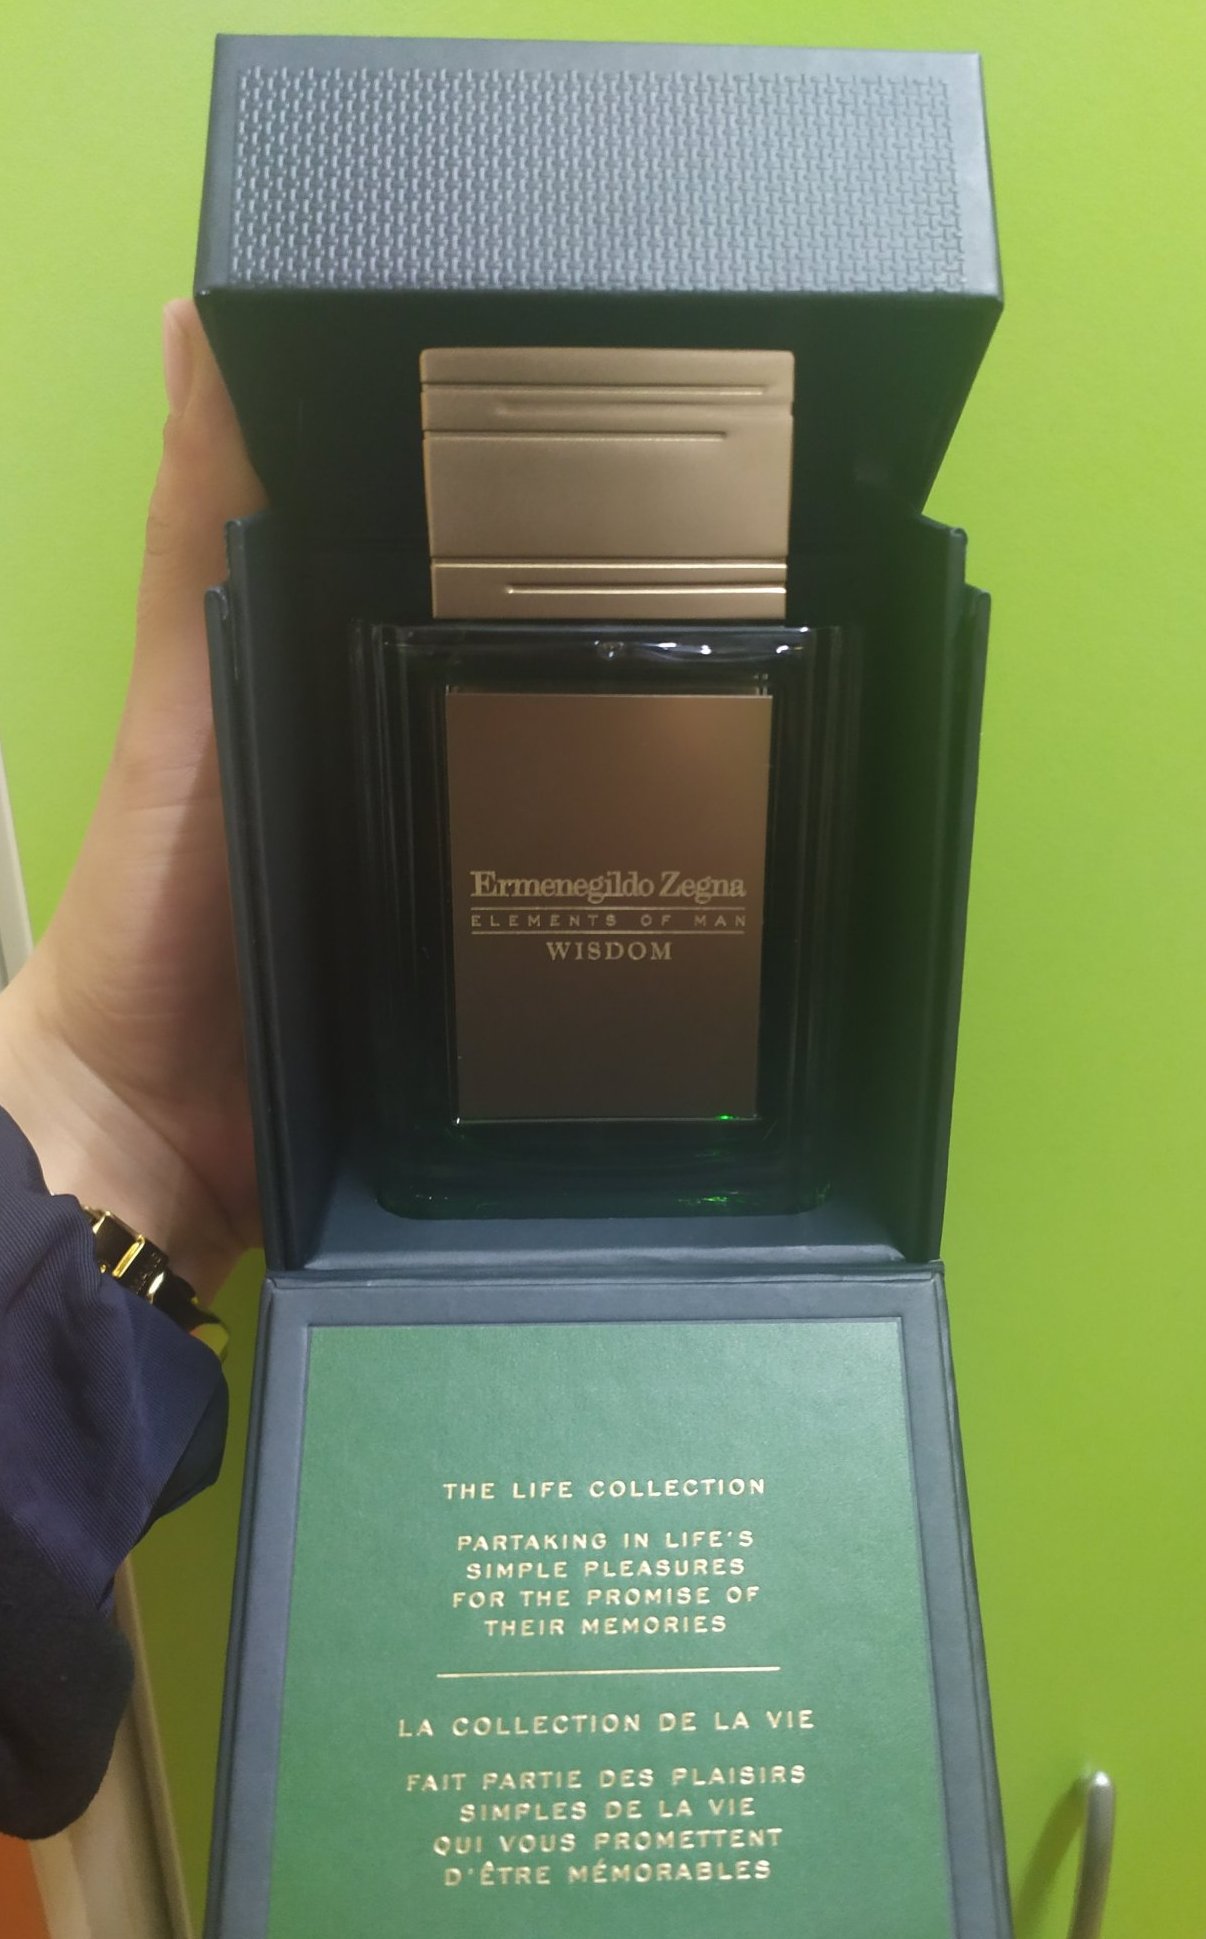 Ermenegildo Zegna
ELEMENTS OF MAN
WISDOM
THE LIFE COLLECTION
PARTAKING IN LIFE'S
SIMPLE PLEASURES
FOR THE PROMISE OF
THEIR MEMORIES
LA COLLECTION DE LA VIE
FAIT PARTIE DES PLAISIRS
SIMPLES DE LA VIE
QUI VOUS PROMETTENT
D'ÊTRE MÉMORABLES